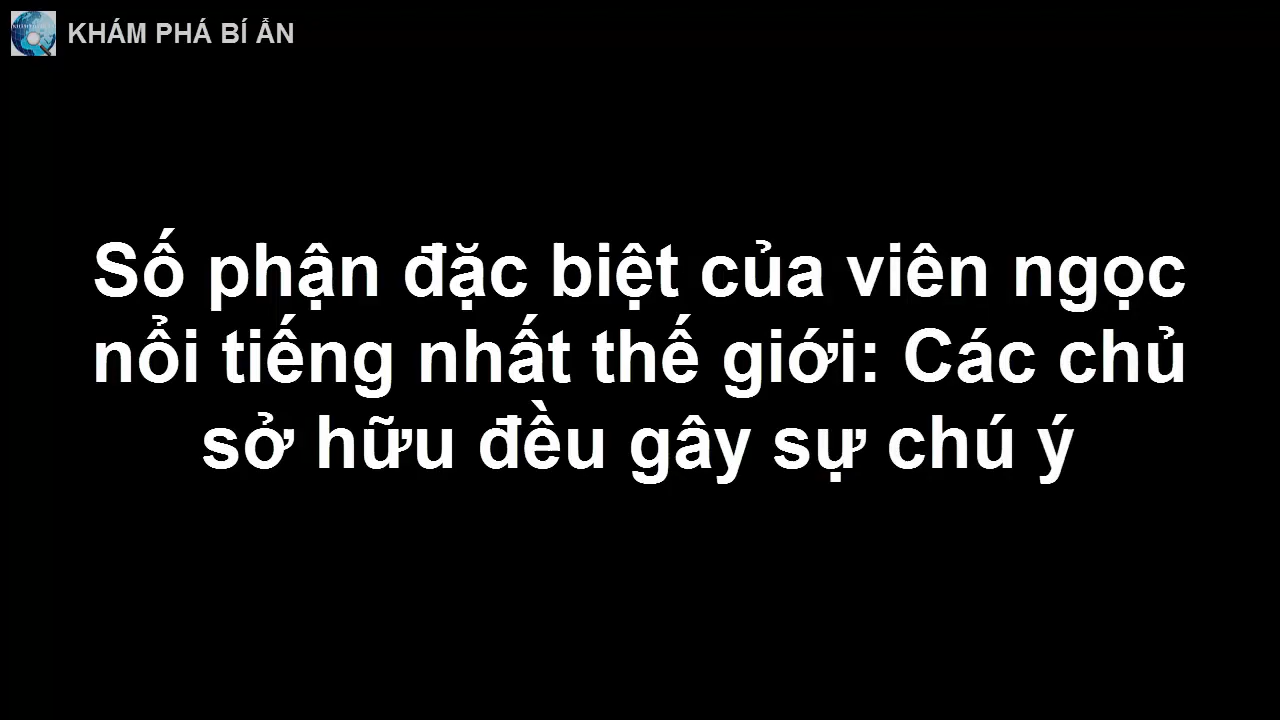 KHÁM PHÁ BÍ ẨN
Số phận đặc biệt của viên ngọc
nổi tiếng nhất thế giới: Các chủ
sở hữu đều gây sự chú ý